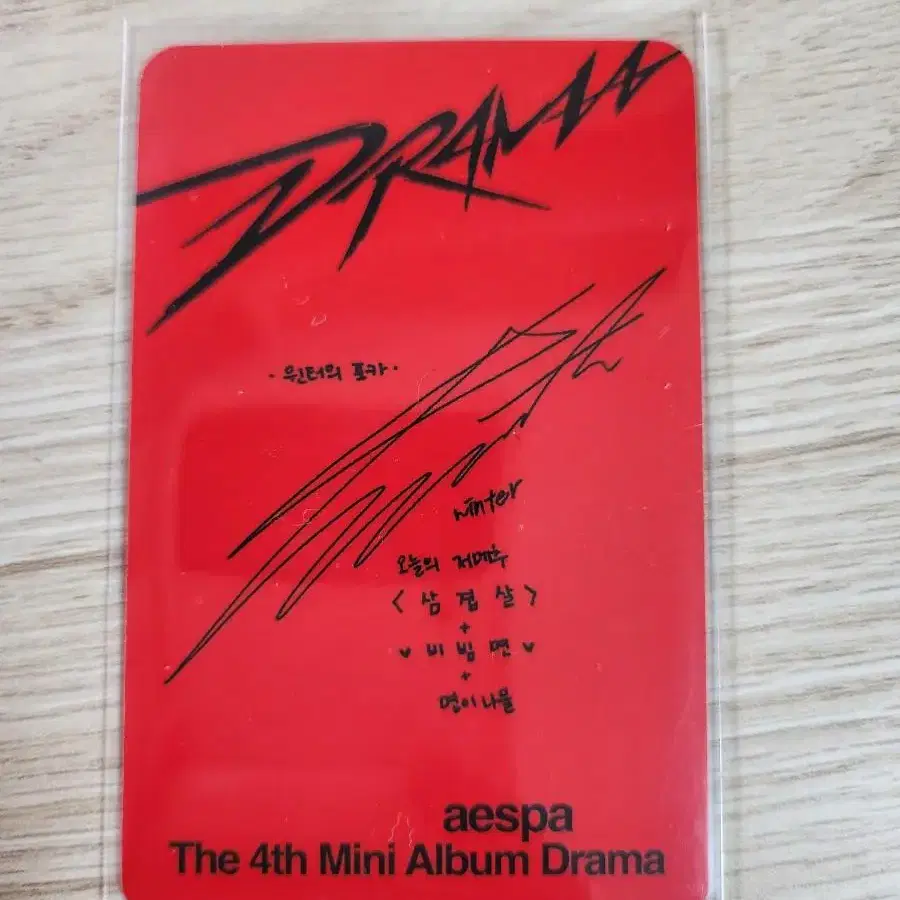 DRAMA
·윈터의 포카·
winter
오늘의 저메추
<삼겹살>
+
♥비빔면♥
+
명이나물
aespa
The 4th Mini Album Drama